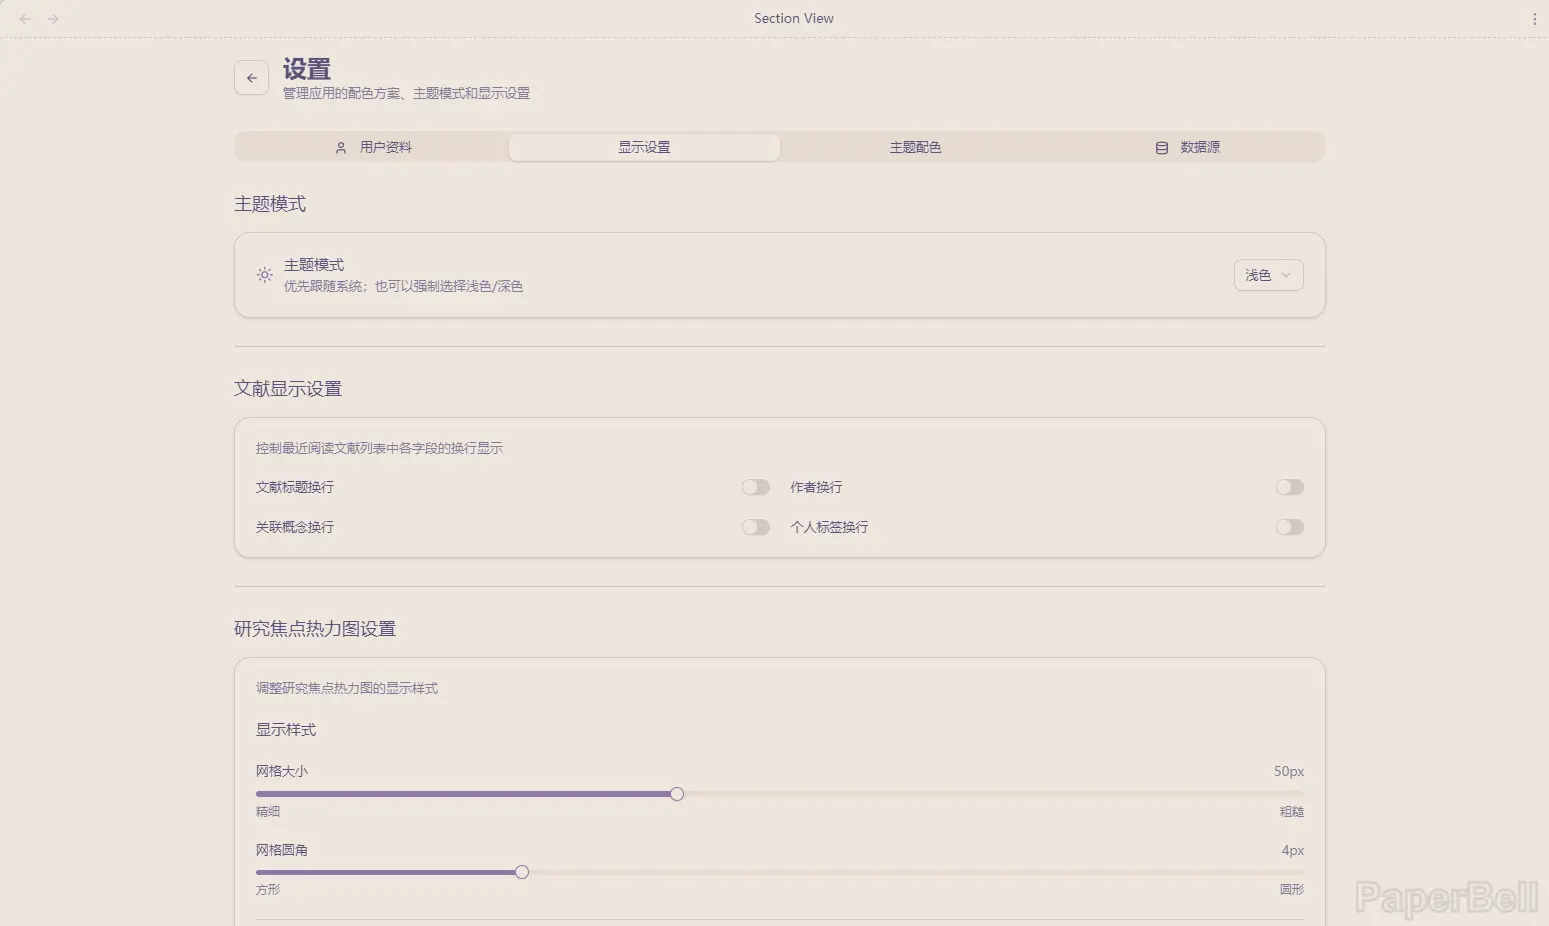 Section View
设置
管理应用的配色方案、主题模式和显示设置
用户资料 显示设置 主题配色 数据源
主题模式
主题模式
优先跟随系统；也可以强制选择浅色/深色
浅色
文献显示设置
控制最近阅读文献列表中各字段的换行显示
文献标题换行 作者换行
关联概念换行 个人标签换行
研究焦点热力图设置
调整研究焦点热力图的显示样式
显示样式
网格大小 50px
精细 粗糙
网格圆角 4px
方形 圆形
PaperBell